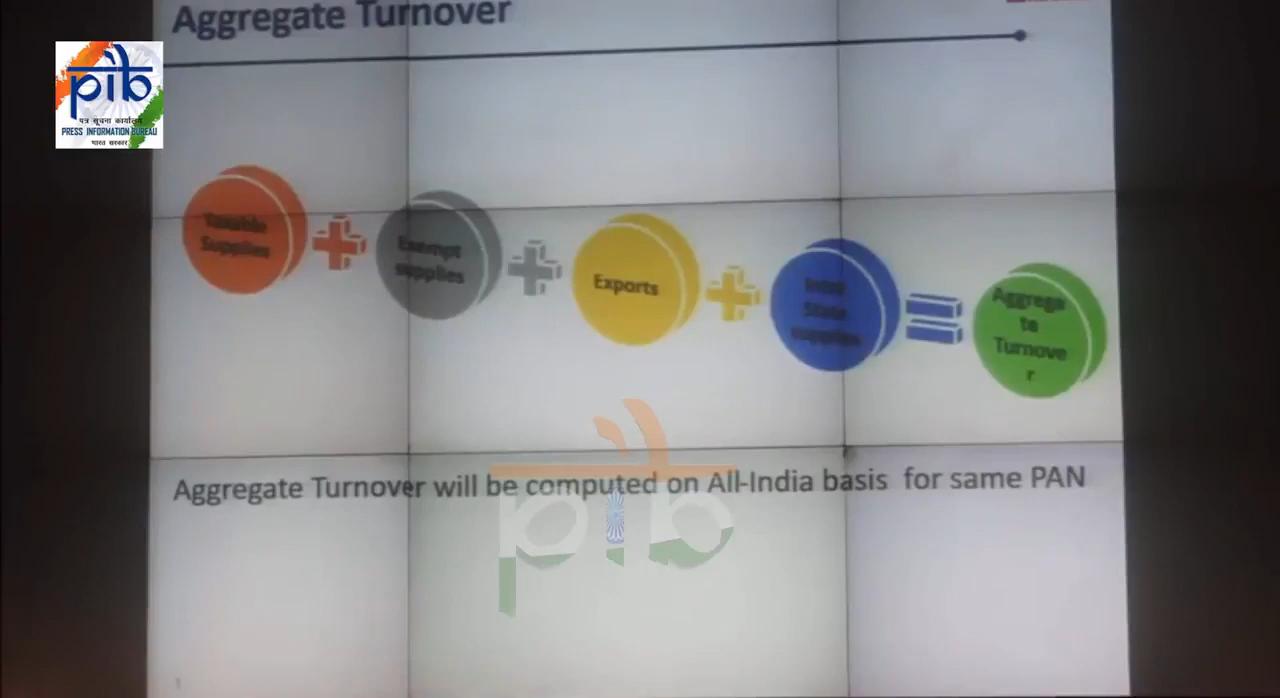 Aggregate Turnover
pib
पत्र सूचना कार्यालय
PRESS INFORMATION BUREAU
भारत सरकार
Taxable
Supplies
Exempt
supplies
Exports
Inter
State
supplies
Aggrega
te
Turnove
r
Aggregate Turnover will be computed on All-India basis for same PAN
pib